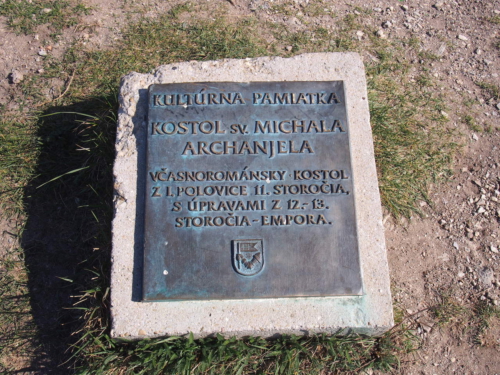 KULTÚRNA PAMIATKA
KOSTOL SV. MICHALA
ARCHANJELA
VČASNOROMÁNSKY KOSTOL
Z 1. POLOVICE 11. STOROČIA,
S ÚPRAVAMI Z 12.-13.
STOROČIA - EMPORA.